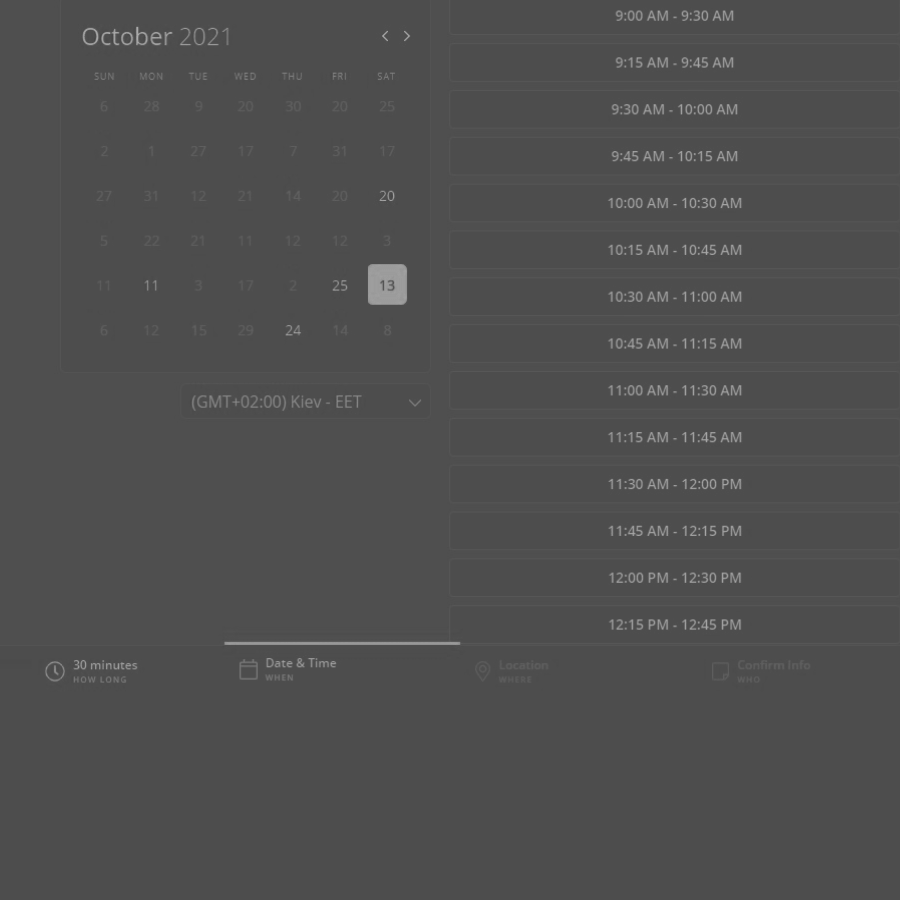 October 2021
SUN MON TUE WED THU FRI SAT
6 28 9 20 30 20 25
2 1 27 17 7 31 17
27 31 12 21 14 20 20
5 22 21 11 12 12 3
11 11 3 17 2 25 13
6 12 15 29 24 14 8
(GMT+02:00) Kiev - EET
9:00 AM - 9:30 AM
9:15 AM - 9:45 AM
9:30 AM - 10:00 AM
9:45 AM - 10:15 AM
10:00 AM - 10:30 AM
10:15 AM - 10:45 AM
10:30 AM - 11:00 AM
10:45 AM - 11:15 AM
11:00 AM - 11:30 AM
11:15 AM - 11:45 AM
11:30 AM - 12:00 PM
11:45 AM - 12:15 PM
12:00 PM - 12:30 PM
12:15 PM - 12:45 PM
30 minutes
HOW LONG
Date & Time
WHEN
Location
WHERE
Confirm Info
WHO